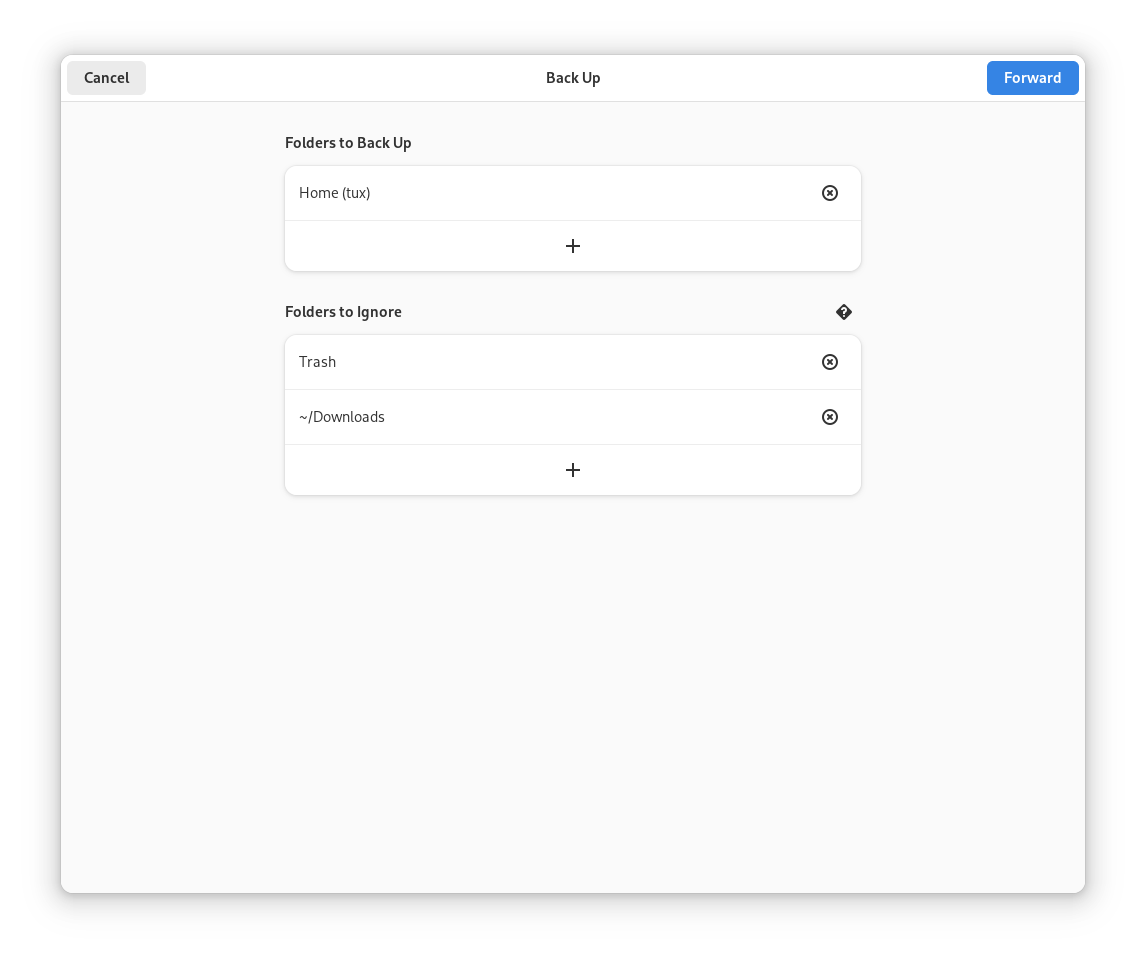 Cancel
Back Up
Forward
Folders to Back Up
Home (tux)
Folders to Ignore
Trash
~/Downloads